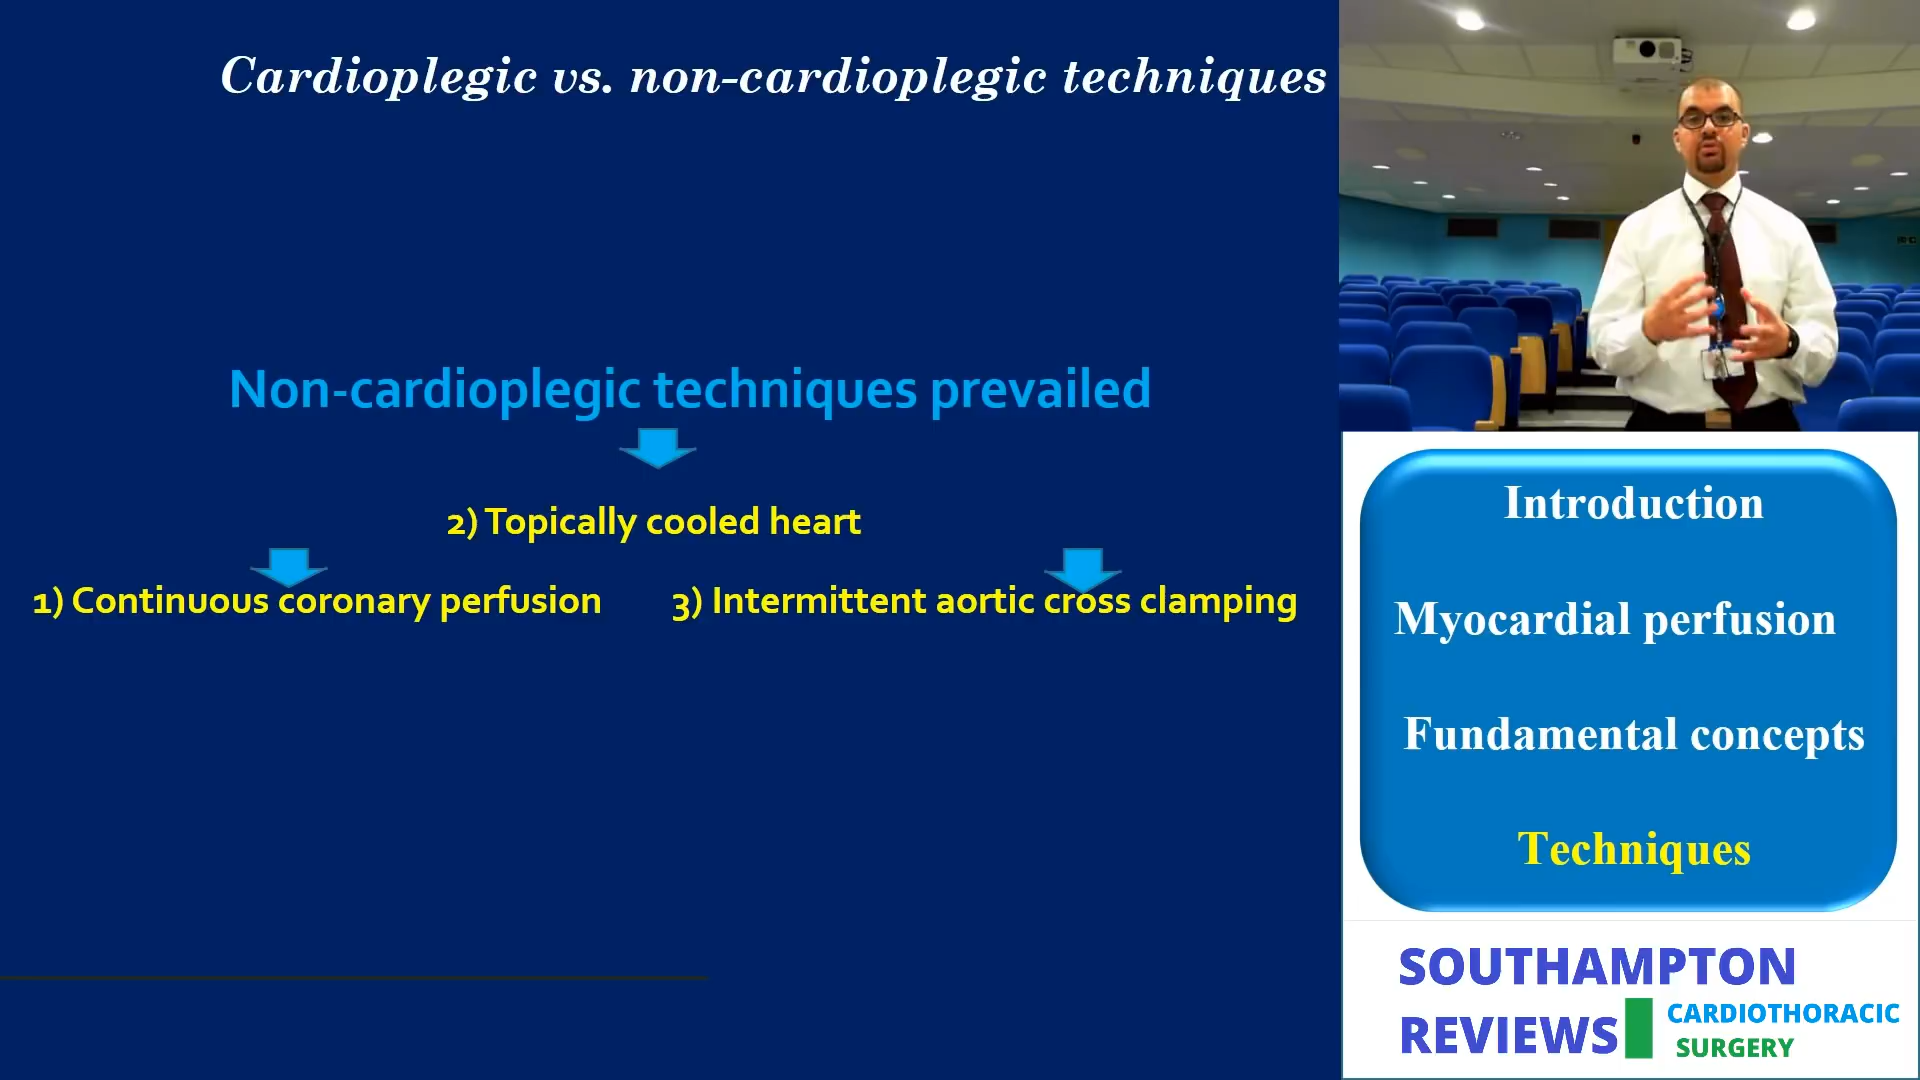 Cardioplegic vs. non-cardioplegic techniques
Non-cardioplegic techniques prevailed
2) Topically cooled heart
1) Continuous coronary perfusion
3) Intermittent aortic cross clamping
Introduction
Myocardial perfusion
Fundamental concepts
Techniques
SOUTHAMPTON
REVIEWS
CARDIOTHORACIC
SURGERY